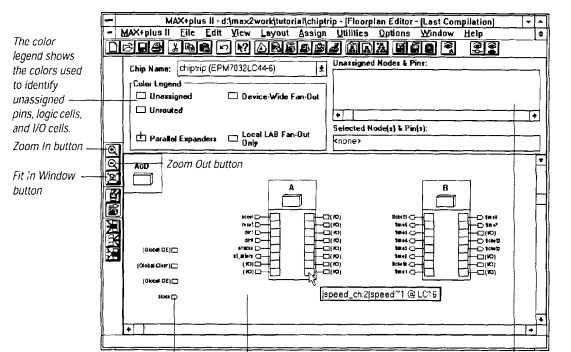 MAX+plus II - d:\max2work\tutorial\chiptrip - [Floorplan Editor - (Last Compilation)
MAX+plus II File Edit View Layout Assign Utilities Options Window Help
The color
legend shows
the colors used
to identify
unassigned
pins, logic cells,
and I/O cells.
Zoom In button
Fit in Window
button
Chip Name: chiptrip (EPM7032LC44-6)
Color Legend
Unassigned
Device-Wide Fan-Out
Unrouted
Parallel Expanders
Local LAB Fan-Out
Only
Unassigned Nodes & Pins:
Selected Node(s) & Pin(s):
<none>
Zoom Out button
A
B
reset
dir1
(I/O)
(I/O)
(I/O)
(I/O)
(I/O)
(I/O)
(I/O)
(I/O)
(I/O)
time4
(I/O)
(I/O)
(I/O)
(Global OE)
(Global Clear)
(Global OE)
clock
|speed_ch:2|speed~1 @ LC16